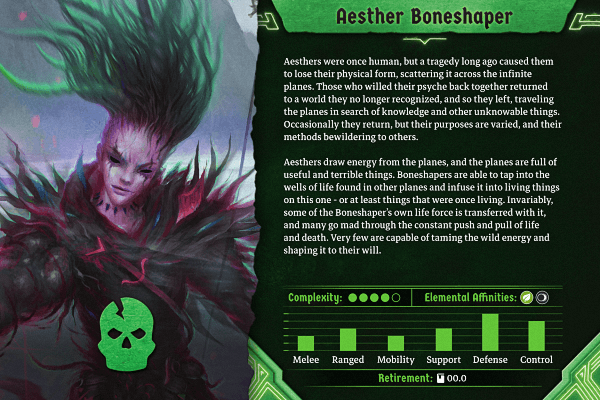 Aesther Boneshaper
Aesthers were once human, but a tragedy long ago caused them
to lose their physical form, scattering it across the infinite
planes. Those who willed their psyche back together returned
to a world they no longer recognized, and so they left, traveling
the planes in search of knowledge and other unknowable things.
Occasionally they return, but their purposes are varied, and their
methods bewildering to others.
Aesthers draw energy from the planes, and the planes are full of
useful and terrible things. Boneshapers are able to tap into the
wells of life found in other planes and infuse it into living things
on this one - or at least things that were once living. Invariably,
some of the Boneshaper's own life force is transferred with it,
and many go mad through the constant push and pull of life
and death. Very few are capable of taming the wild energy and
shaping it to their will.
Complexity: Elemental Affinities:
Melee Ranged Mobility Support Defense Control
Retirement: 00.0